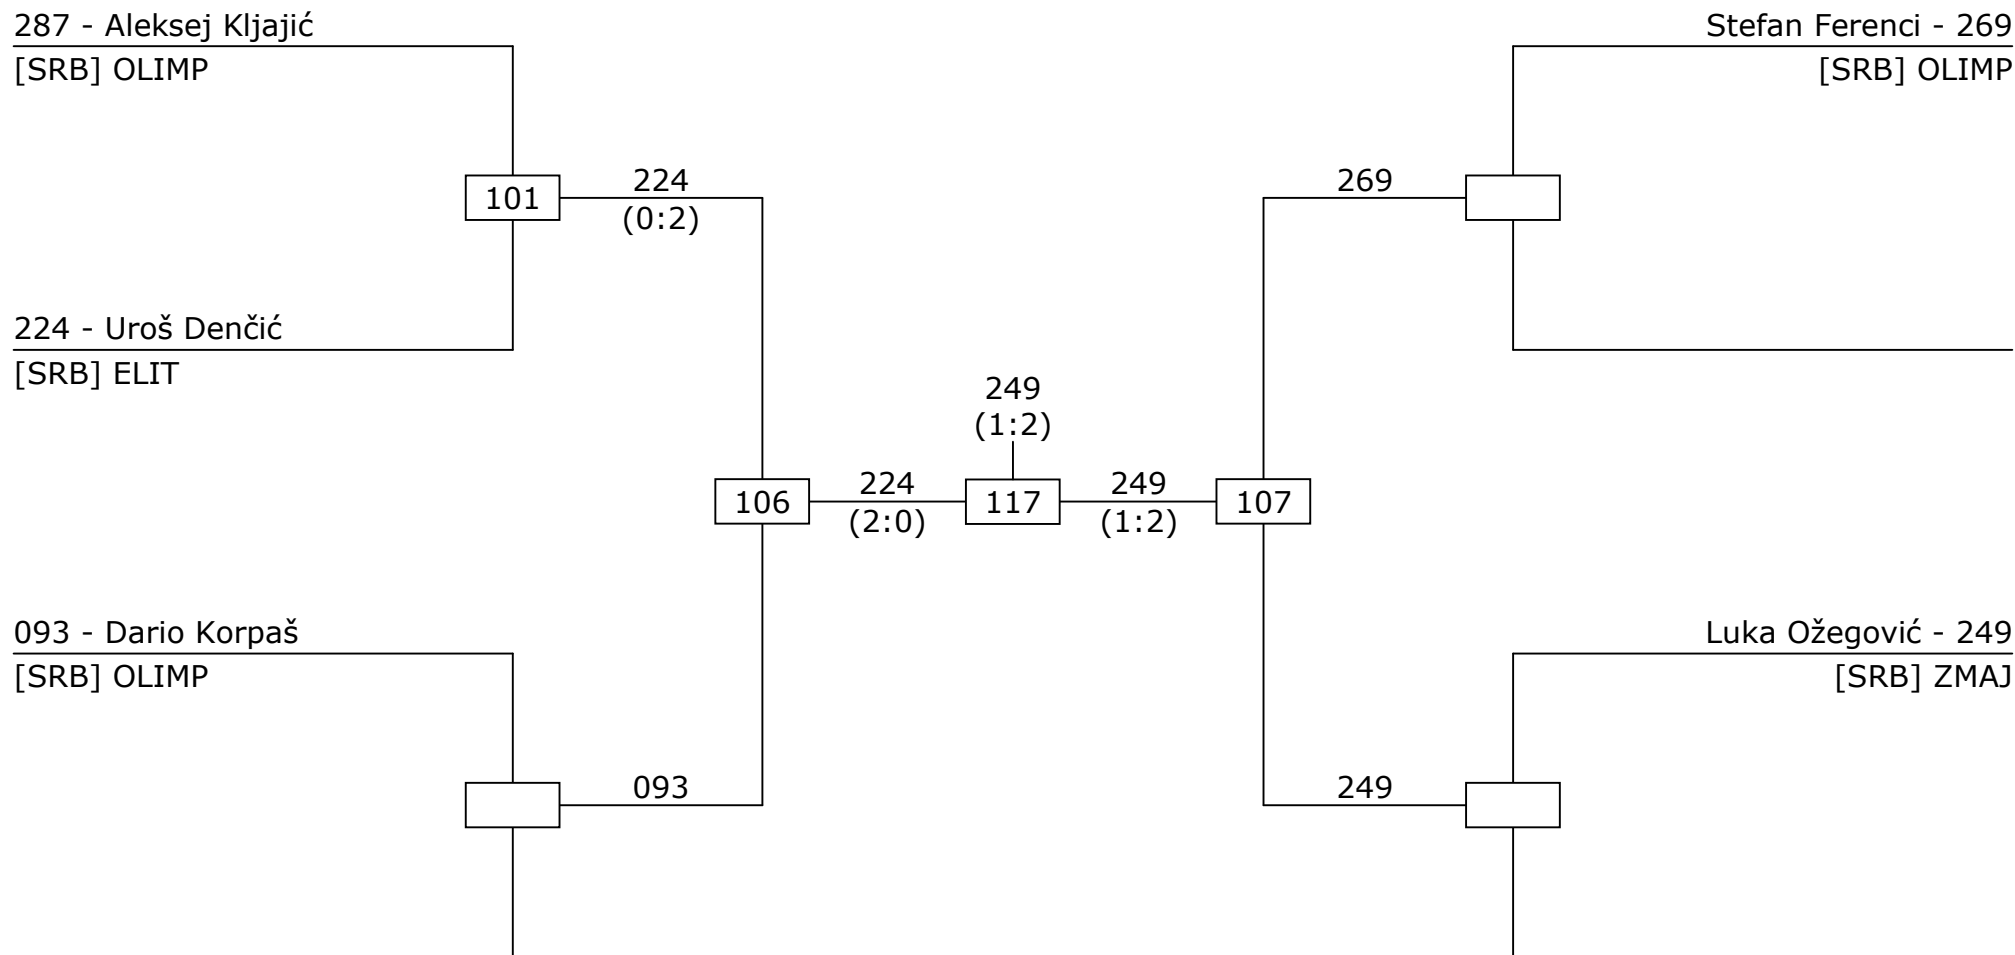 287 - Aleksej Kljajić
[SRB] OLIMP
Stefan Ferenci - 269
[SRB] OLIMP
101
224
(0:2)
269
224 - Uroš Denčić
[SRB] ELIT
249
(1:2)
106
224
(2:0)
117
249
(1:2)
107
093 - Dario Korpaš
[SRB] OLIMP
Luka Ožegović - 249
[SRB] ZMAJ
093
249